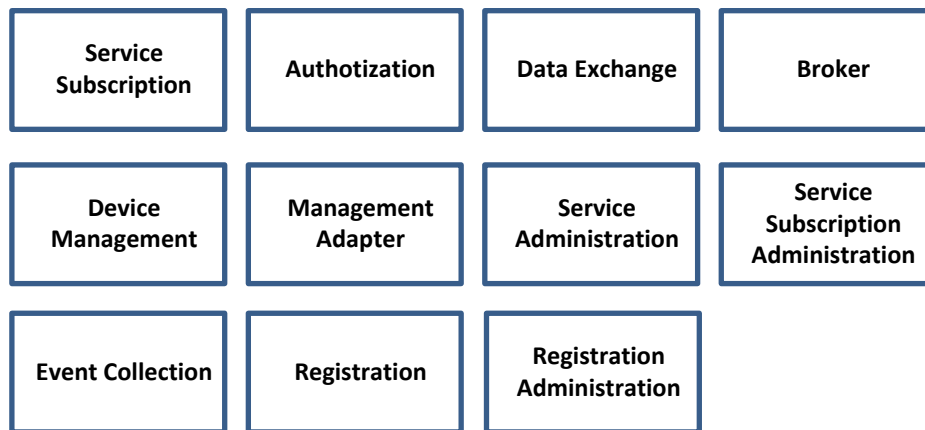 Service
Subscription
Authotization
Data Exchange
Broker
Device
Management
Management
Adapter
Service
Administration
Service
Subscription
Administration
Event Collection
Registration
Registration
Administration